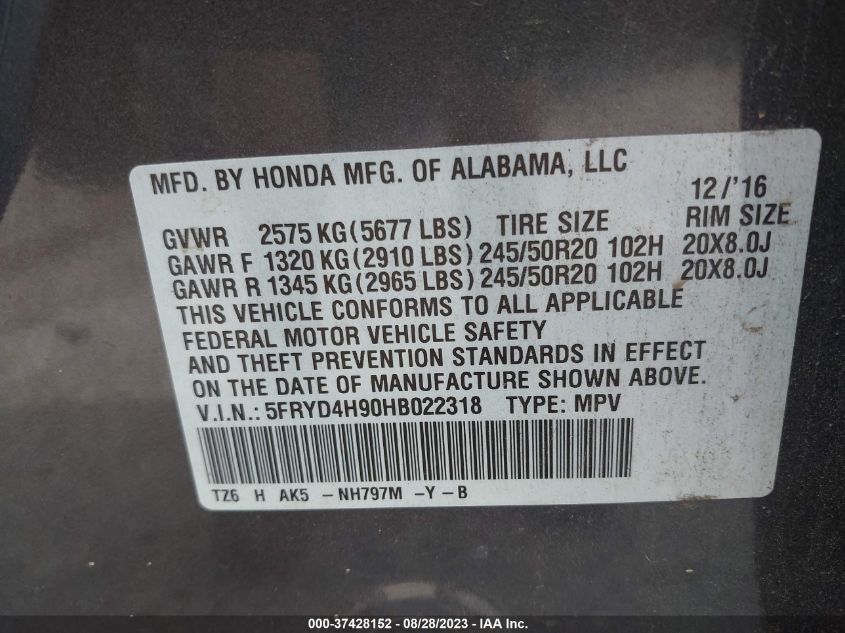 MFD. BY HONDA MFG. OF ALABAMA, LLC
12/'16
GVWR 2575 KG(5677 LBS) TIRE SIZE RIM SIZE
GAWR F 1320 KG(2910 LBS) 245/50R20 102H 20X8.0J
GAWR R 1345 KG(2965 LBS) 245/50R20 102H 20X8.0J
THIS VEHICLE CONFORMS TO ALL APPLICABLE
FEDERAL MOTOR VEHICLE SAFETY
AND THEFT PREVENTION STANDARDS IN EFFECT
ON THE DATE OF MANUFACTURE SHOWN ABOVE.
V.I.N.: 5FRYD4H90HB022318 TYPE: MPV
TZ6 H AK5 -NH797M -Y-B
000-37428152 - 08/28/2023 - IAA Inc.